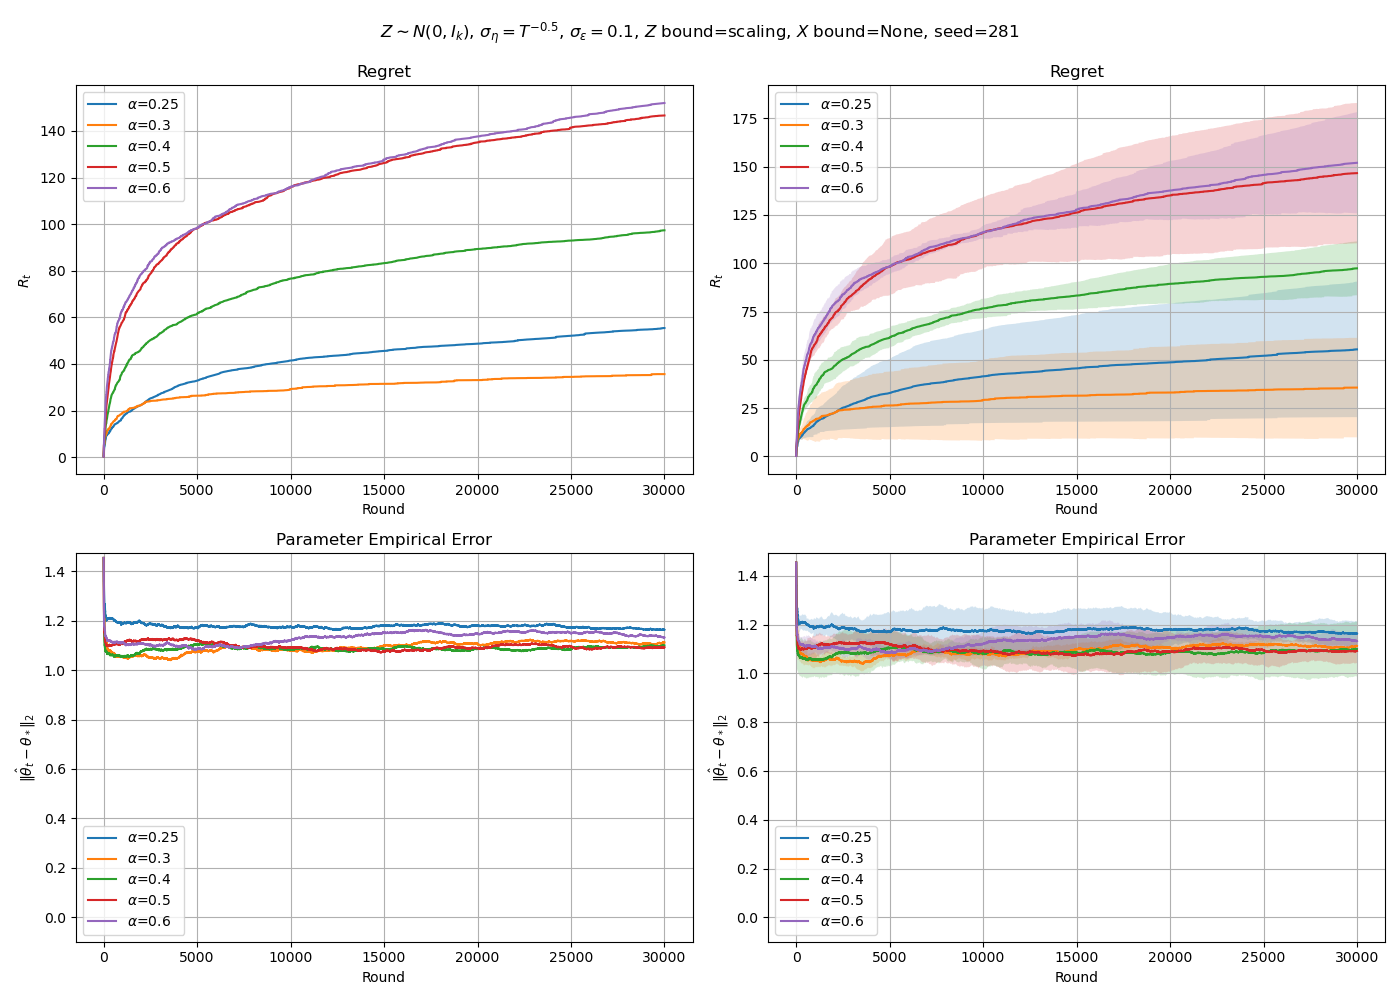 Z ∼ N(0, I_k), σ_η = T^{−0.5}, σ_ε = 0.1, Z bound=scaling, X bound=None, seed=281
Regret
R_t
140
120
100
80
60
40
20
0
α=0.25
α=0.3
α=0.4
α=0.5
α=0.6
0 5000 10000 15000 20000 25000 30000
Round
Regret
R_t
175
150
125
100
75
50
25
0
α=0.25
α=0.3
α=0.4
α=0.5
α=0.6
0 5000 10000 15000 20000 25000 30000
Round
Parameter Empirical Error
‖θ̂_t − θ_*‖_2
1.4
1.2
1.0
0.8
0.6
0.4
0.2
0.0
α=0.25
α=0.3
α=0.4
α=0.5
α=0.6
0 5000 10000 15000 20000 25000 30000
Round
Parameter Empirical Error
‖θ̂_t − θ_*‖_2
1.4
1.2
1.0
0.8
0.6
0.4
0.2
0.0
α=0.25
α=0.3
α=0.4
α=0.5
α=0.6
0 5000 10000 15000 20000 25000 30000
Round